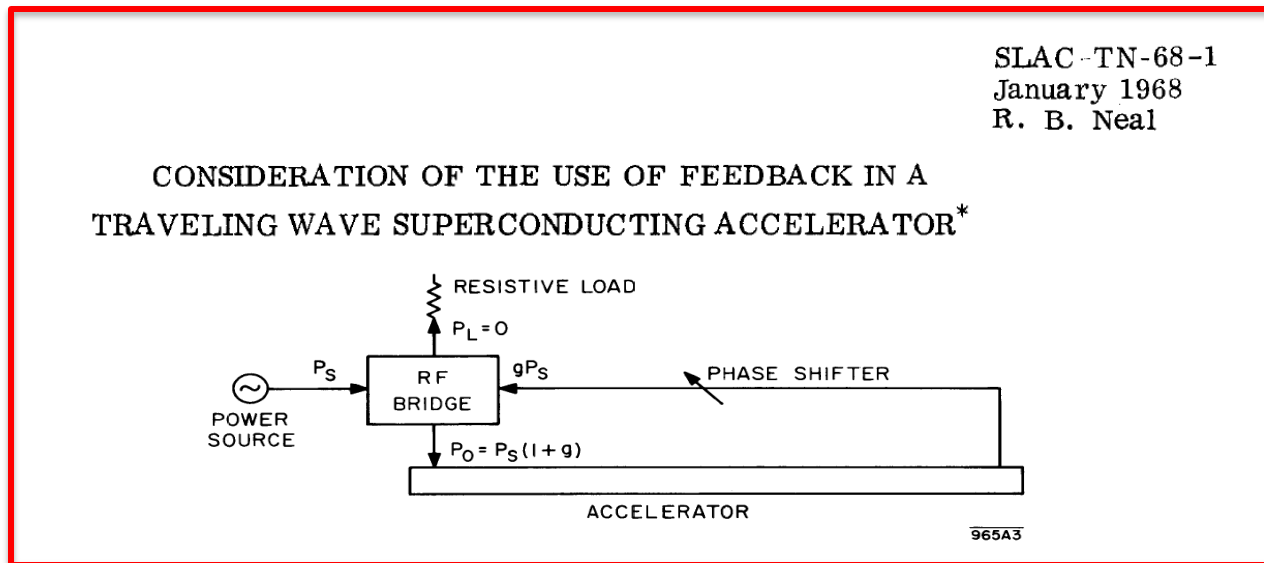 SLAC-TN-68-1
January 1968
R. B. Neal
CONSIDERATION OF THE USE OF FEEDBACK IN A
TRAVELING WAVE SUPERCONDUCTING ACCELERATOR*
RESISTIVE LOAD
P_L = 0
P_S
RF
BRIDGE
gP_S
PHASE SHIFTER
POWER
SOURCE
P_O = P_S (1 + g)
ACCELERATOR
965A3